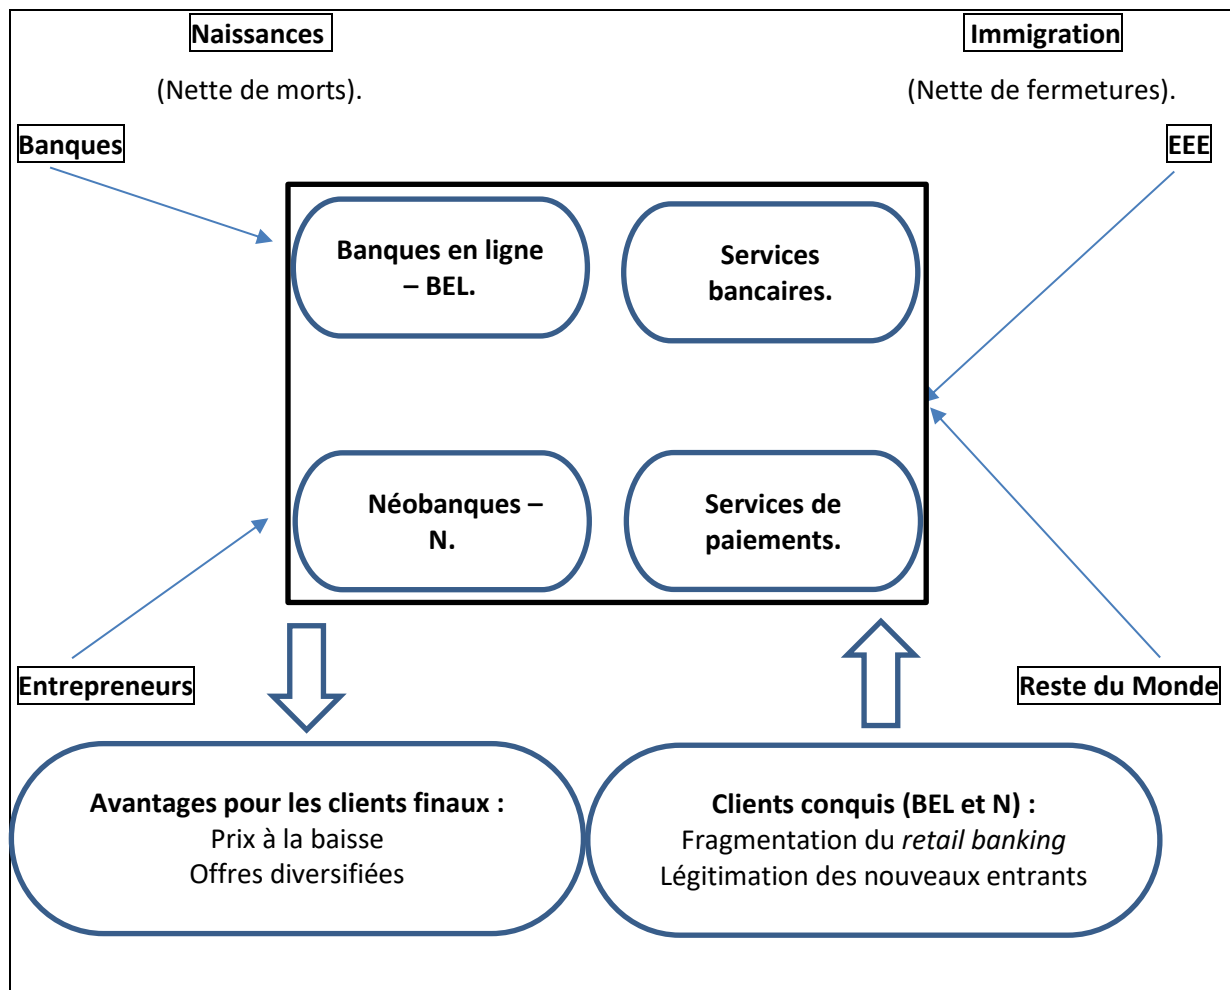 Naissances
Immigration
(Nette de morts).
(Nette de fermetures).
Banques
EEE
Banques en ligne
– BEL.
Services
bancaires.
Néobanques –
N.
Services de
paiements.
Entrepreneurs
Reste du Monde
Avantages pour les clients finaux :
Prix à la baisse
Offres diversifiées
Clients conquis (BEL et N) :
Fragmentation du retail banking
Légitimation des nouveaux entrants